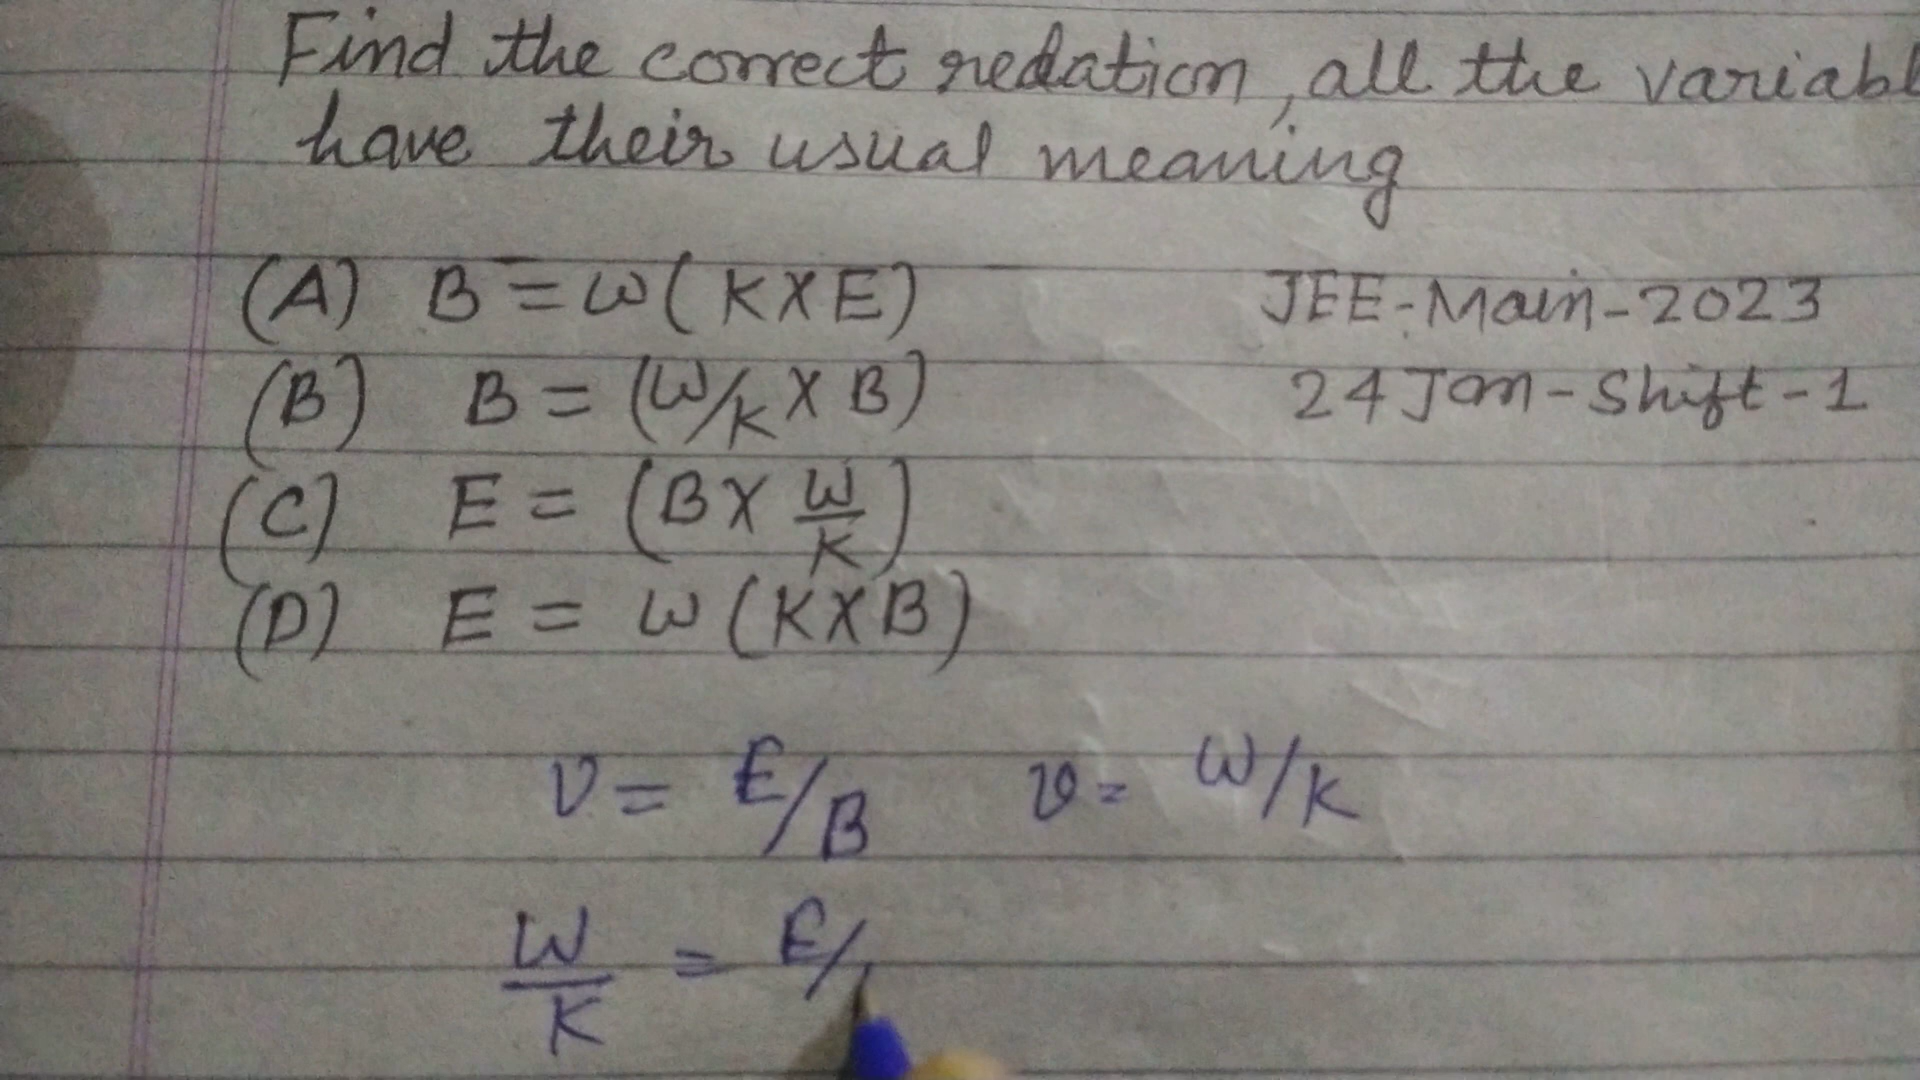 Find the correct redation, all the variabl
have their usual meaning
(A) B = W ( K X E )
JEE-Main-2023
(B) B = (W/K X B)
24 Jan - Shift - 1
(C) E = (B X W/K)
(D) E = W (K X B)
v = E/B v = W/K
W/K = E/